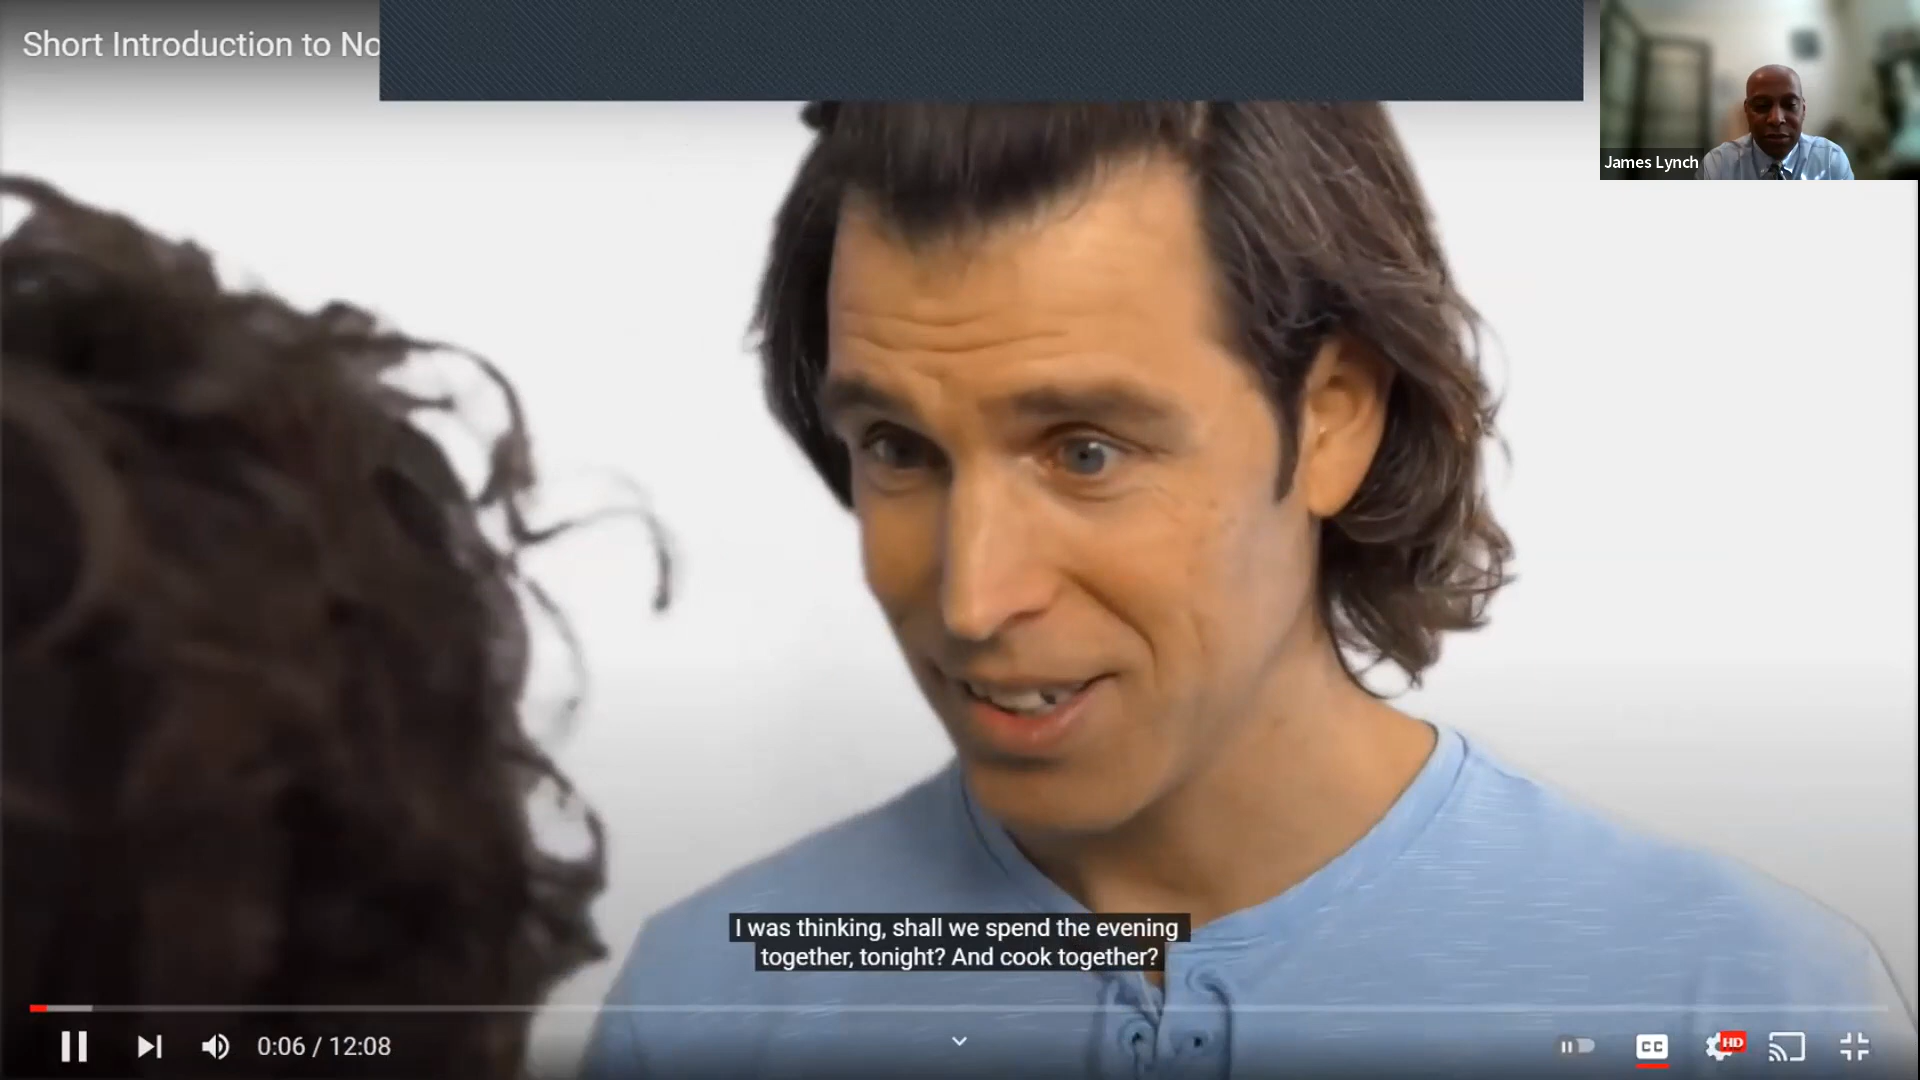 Short Introduction to No
James Lynch
I was thinking, shall we spend the evening
together, tonight? And cook together?
0:06 / 12:08
CC
HD